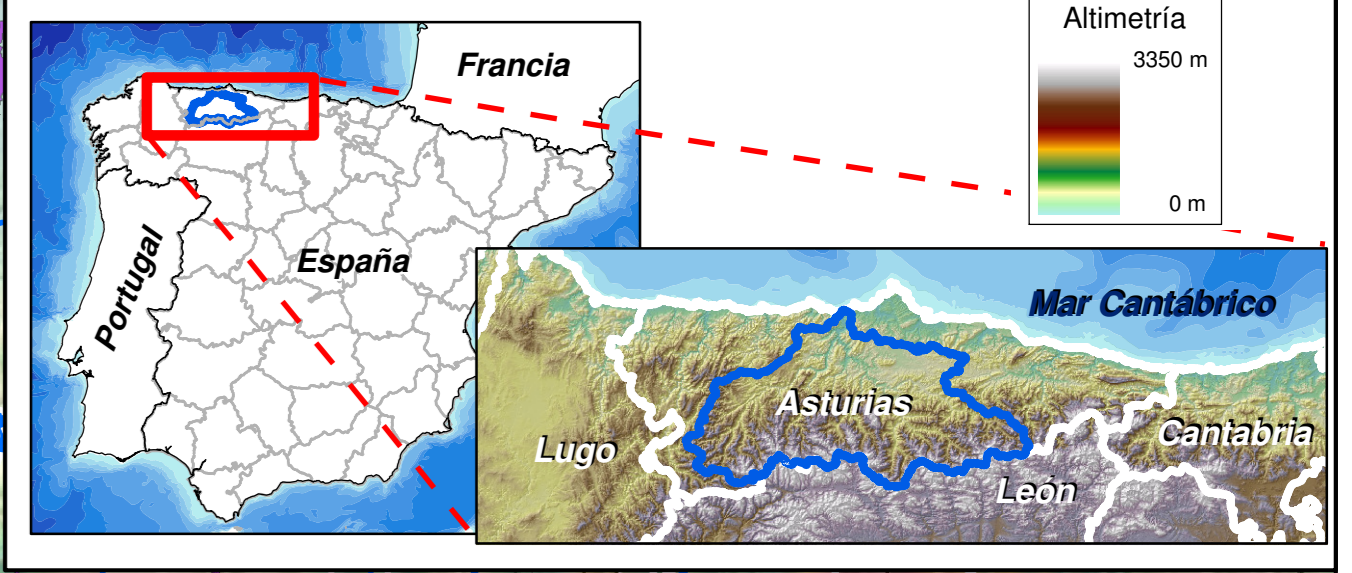 Altimetría
3350 m
0 m
Francia
España
Portugal
Mar Cantábrico
Asturias
Lugo
Cantabria
León